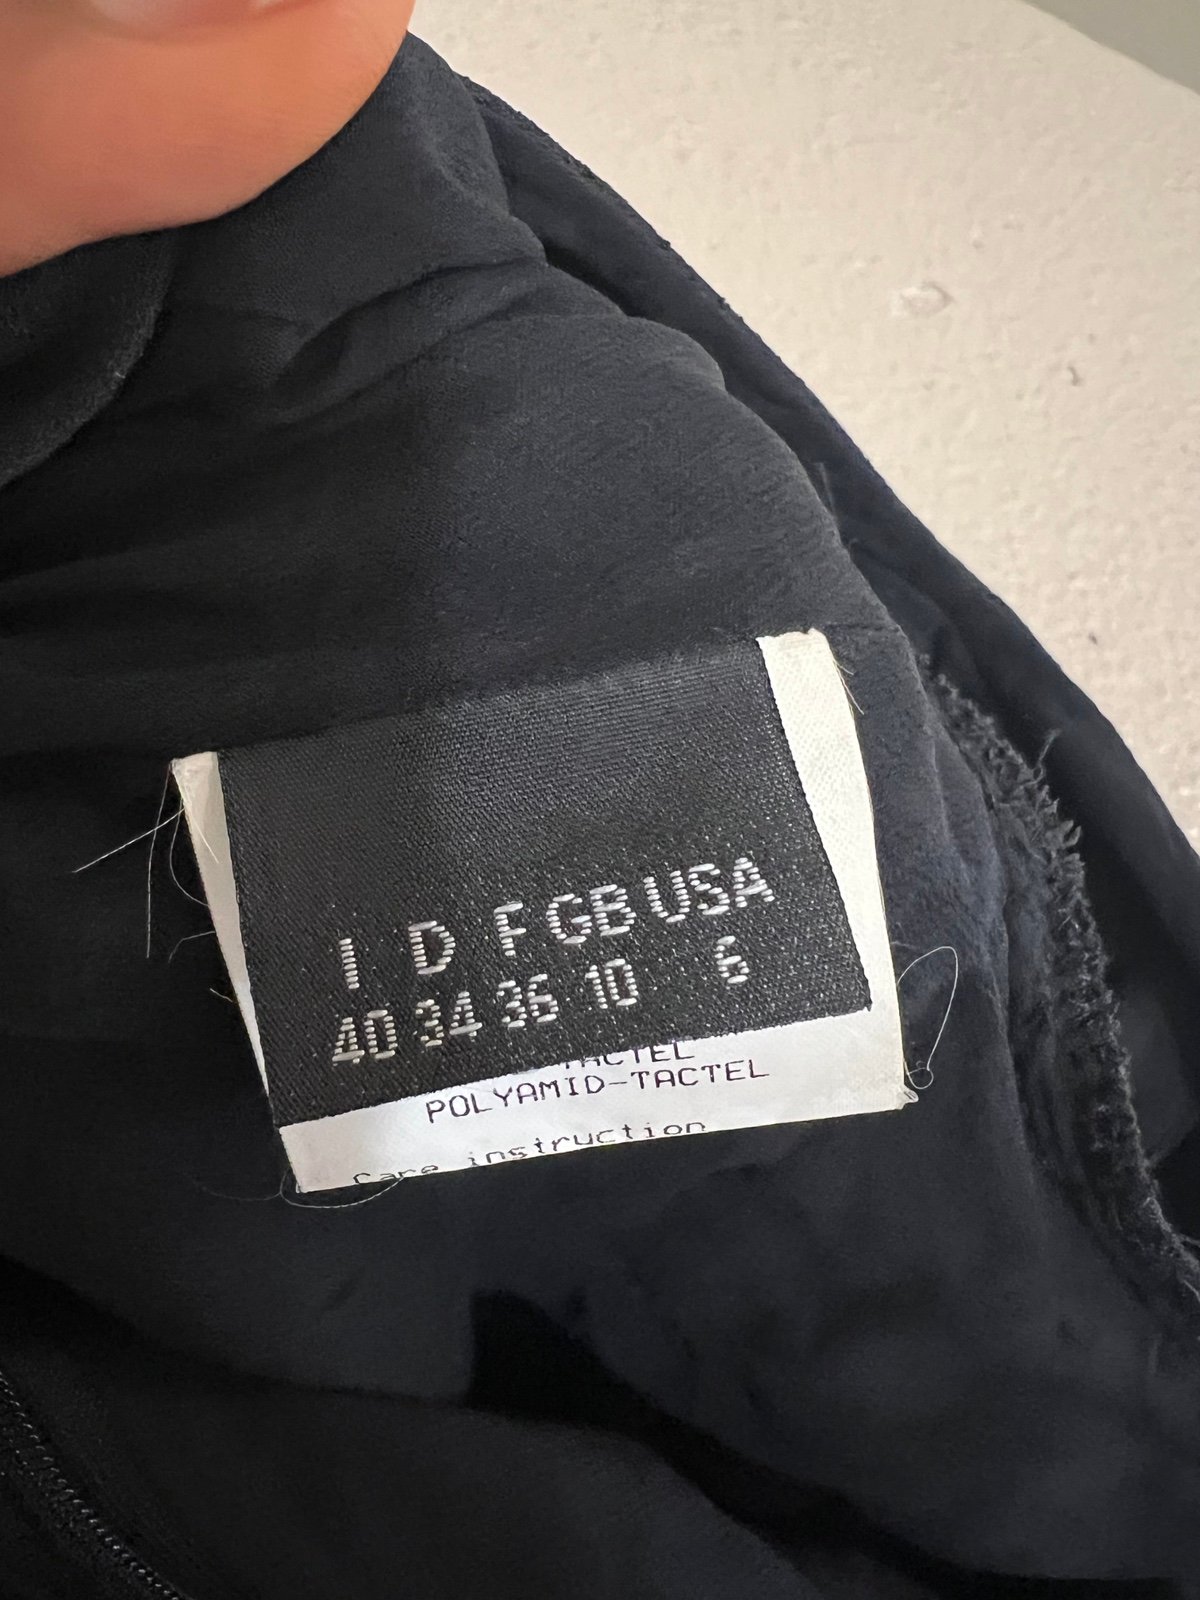 I D F GB USA
40 34 36 10 6
TACTEL
POLYAMID-TACTEL
Care instruction